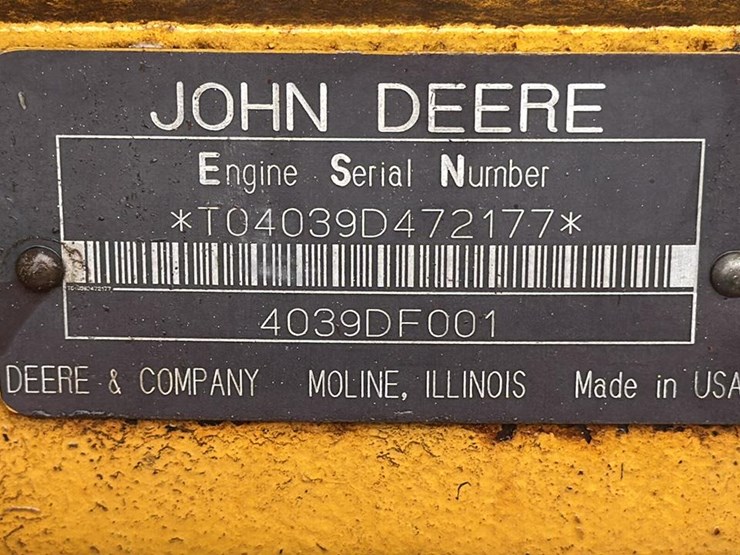 JOHN DEERE
Engine Serial Number
*T04039D472177*
4039DF001
DEERE & COMPANY MOLINE, ILLINOIS Made in USA